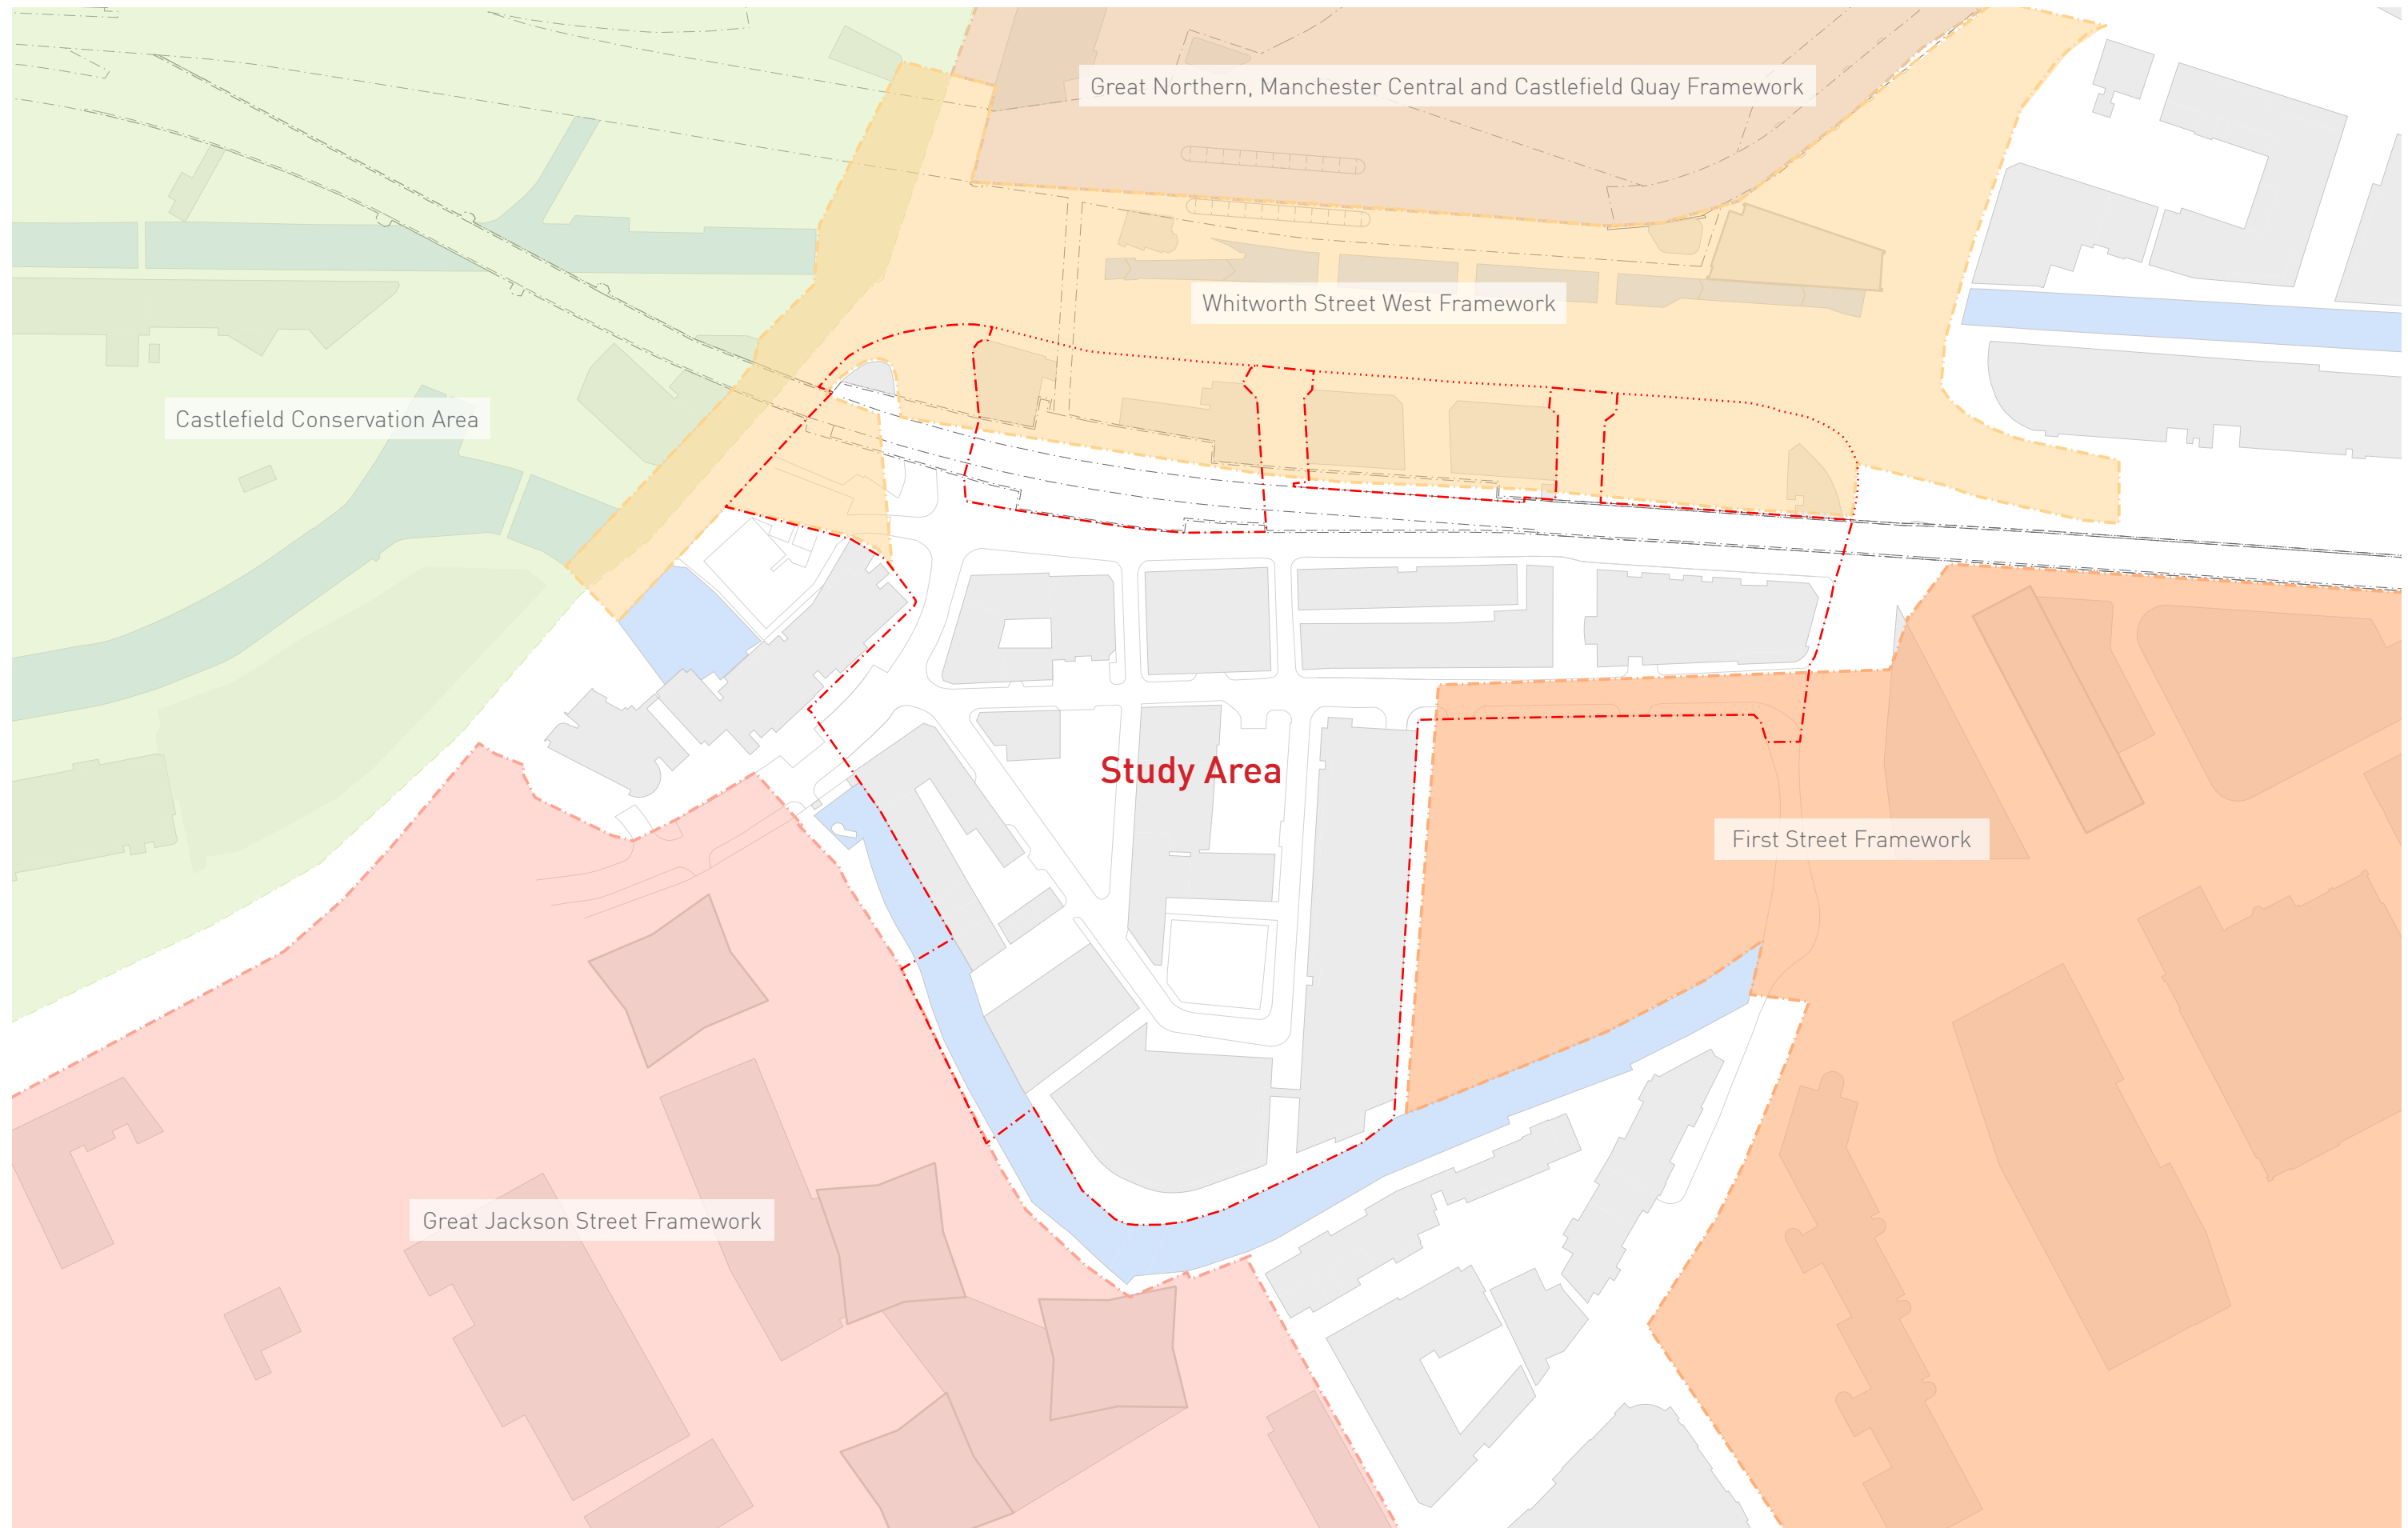 Great Northern, Manchester Central and Castlefield Quay Framework
Whitworth Street West Framework
Castlefield Conservation Area
Study Area
First Street Framework
Great Jackson Street Framework